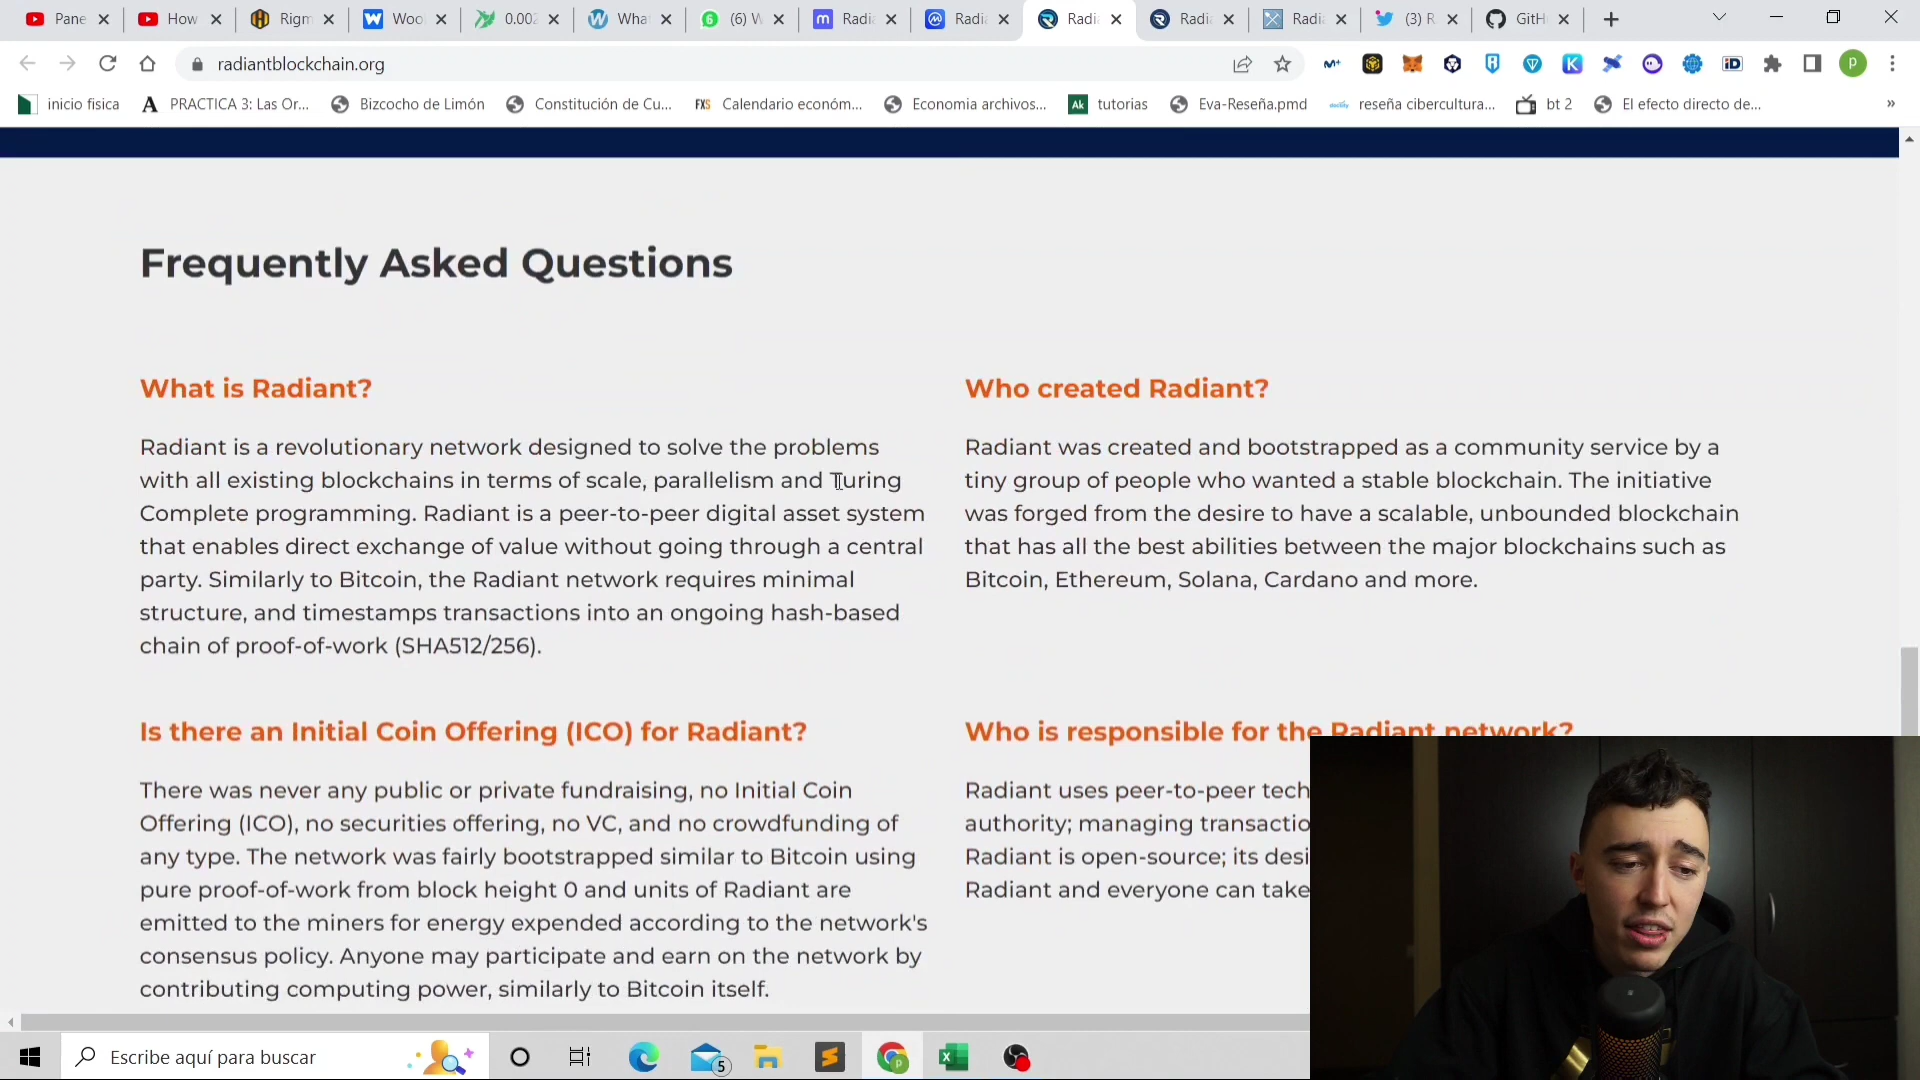 Pane
How
Rigm
Woo
0.002
Wha
(6) W
Radi
Radi
Radi
Radi
Radi
(3) R
GitH
radiantblockchain.org
inicio fisica
PRACTICA 3: Las Or...
Bizcocho de Limón
Constitución de Cu...
Calendario económ...
Economia archivos...
tutorias
Eva-Reseña.pmd
reseña cibercultura...
bt 2
El efecto directo de...
»
Frequently Asked Questions
What is Radiant?
Radiant is a revolutionary network designed to solve the problems
with all existing blockchains in terms of scale, parallelism and Turing
Complete programming. Radiant is a peer-to-peer digital asset system
that enables direct exchange of value without going through a central
party. Similarly to Bitcoin, the Radiant network requires minimal
structure, and timestamps transactions into an ongoing hash-based
chain of proof-of-work (SHA512/256).
Who created Radiant?
Radiant was created and bootstrapped as a community service by a
tiny group of people who wanted a stable blockchain. The initiative
was forged from the desire to have a scalable, unbounded blockchain
that has all the best abilities between the major blockchains such as
Bitcoin, Ethereum, Solana, Cardano and more.
Is there an Initial Coin Offering (ICO) for Radiant?
There was never any public or private fundraising, no Initial Coin
Offering (ICO), no securities offering, no VC, and no crowdfunding of
any type. The network was fairly bootstrapped similar to Bitcoin using
pure proof-of-work from block height 0 and units of Radiant are
emitted to the miners for energy expended according to the network's
consensus policy. Anyone may participate and earn on the network by
contributing computing power, similarly to Bitcoin itself.
Who is responsible for the Radiant network?
Radiant uses peer-to-peer tech
authority; managing transactio
Radiant is open-source; its desi
Radiant and everyone can take
Escribe aquí para buscar
5